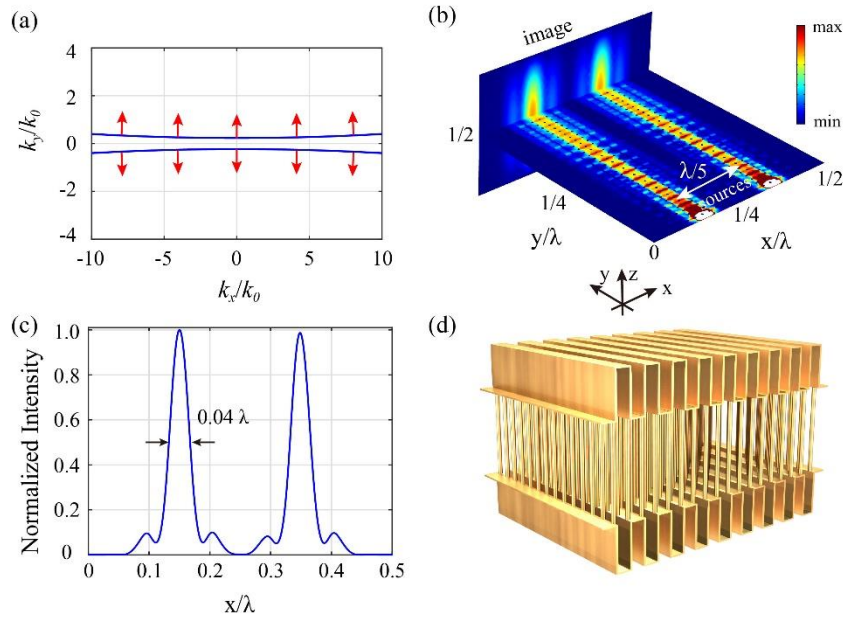 (a)
4
2
0
-2
-4
k_y/k_0
-10
-5
0
5
10
k_x/k_0
(b)
image
max
min
1/2
1/4
0
y/λ
λ/5
sources
1/4
1/2
x/λ
y
z
x
(c)
1.0
0.8
0.6
0.4
0.2
0
Normalized Intensity
0.04 λ
0
0.1
0.2
0.3
0.4
0.5
x/λ
(d)